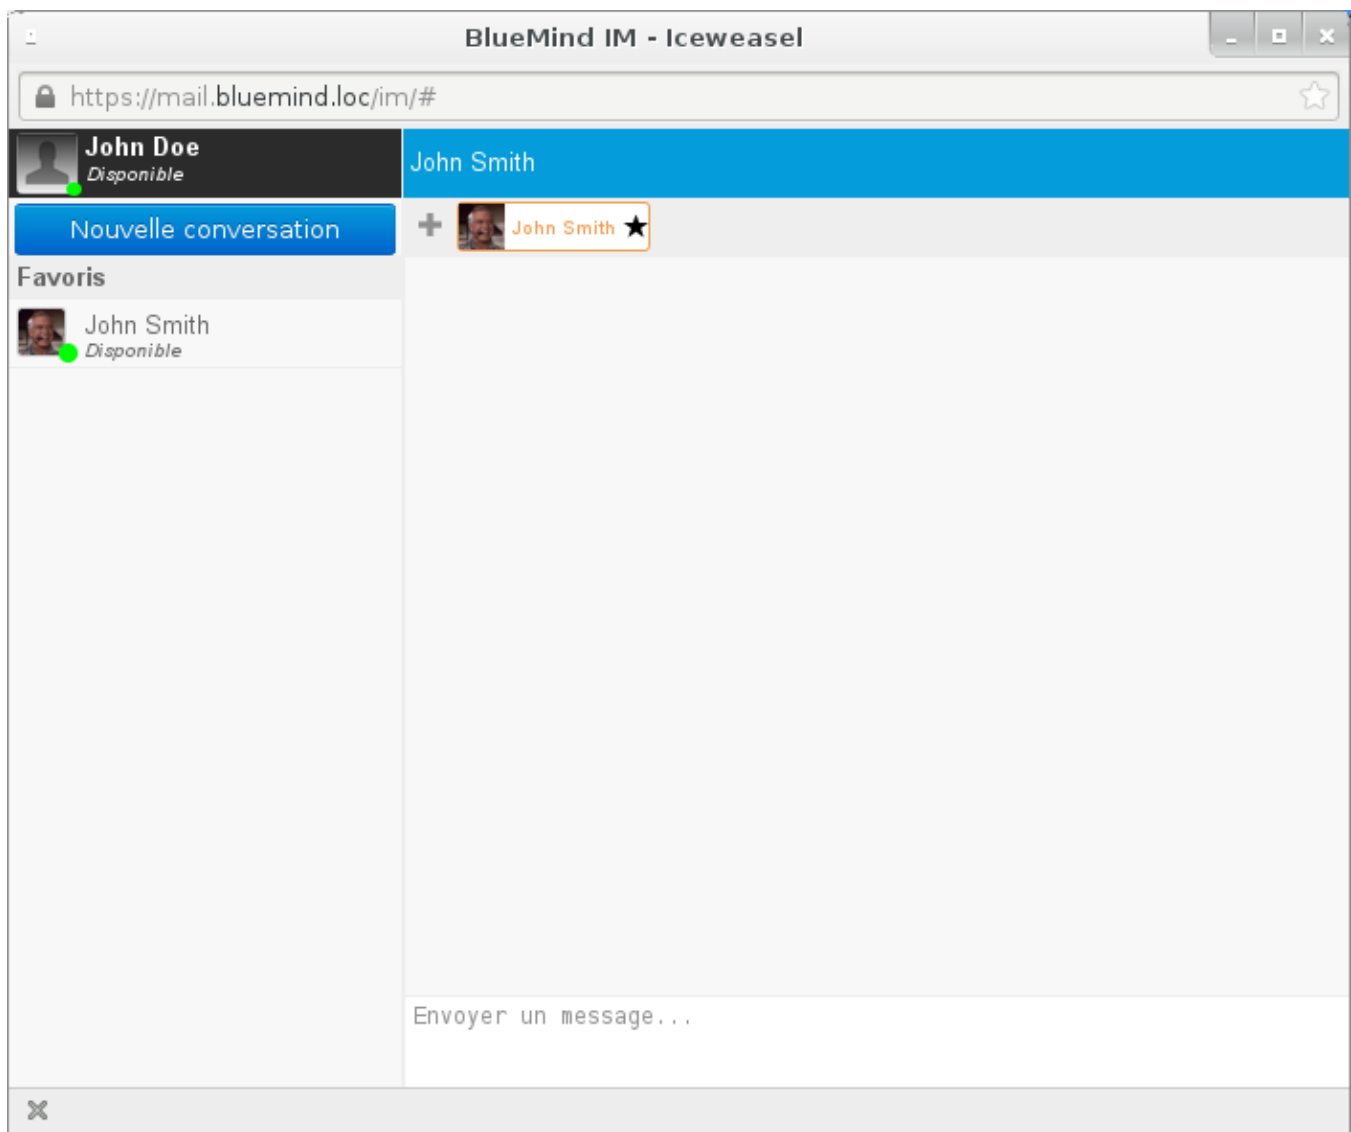 BlueMind IM - Iceweasel
https://mail.bluemind.loc/im/#
John Doe
Disponible
John Smith
Nouvelle conversation
John Smith
Favoris
John Smith
Disponible
Envoyer un message...